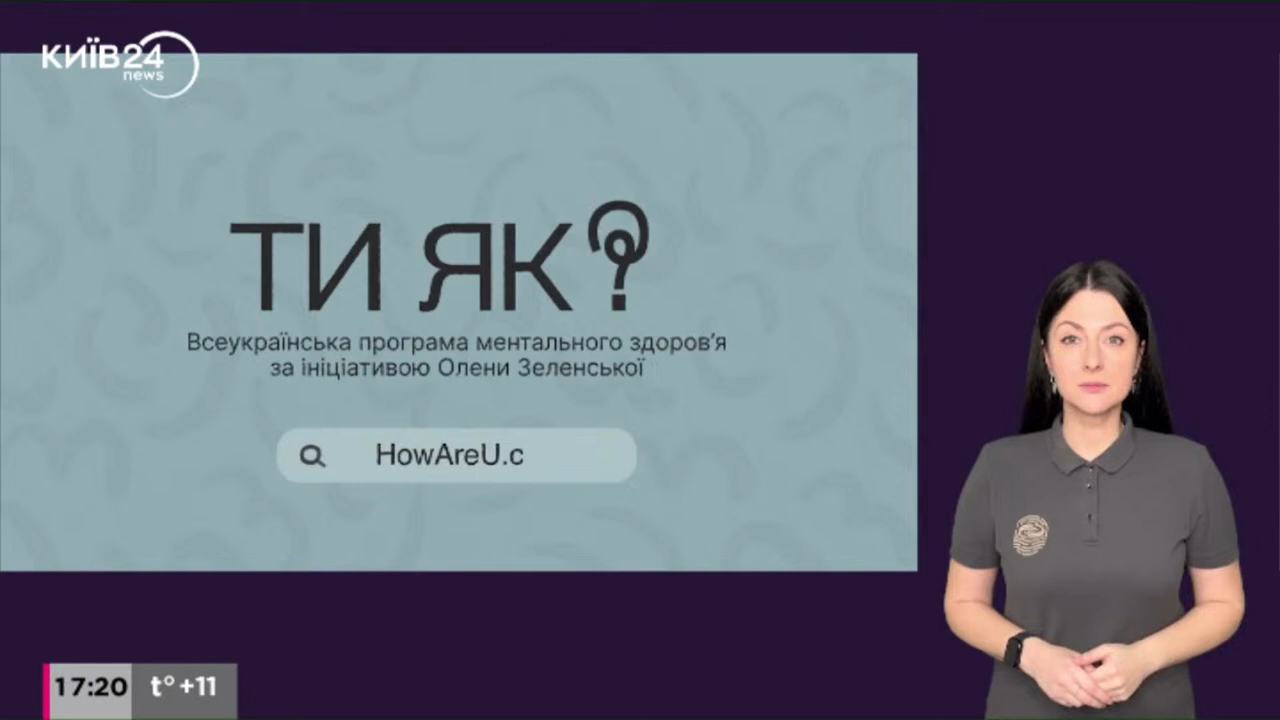 КИЇВ24
news
ТИ ЯК?
Всеукраїнська програма ментального здоров’я
за ініціативою Олени Зеленської
HowAreU.c
17:20 t° +11